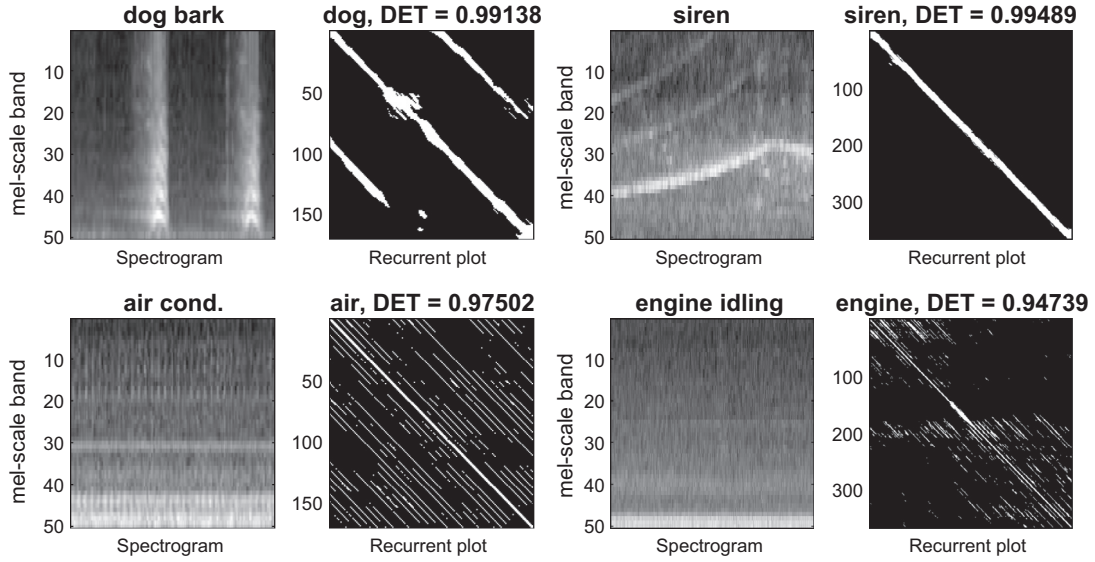 dog bark
dog, DET = 0.99138
siren
siren, DET = 0.99489
mel-scale band
10
20
30
40
50
Spectrogram
50
100
150
Recurrent plot
mel-scale band
10
20
30
40
50
Spectrogram
100
200
300
Recurrent plot
air cond.
air, DET = 0.97502
engine idling
engine, DET = 0.94739
mel-scale band
10
20
30
40
50
Spectrogram
50
100
150
Recurrent plot
mel-scale band
10
20
30
40
50
Spectrogram
100
200
300
Recurrent plot